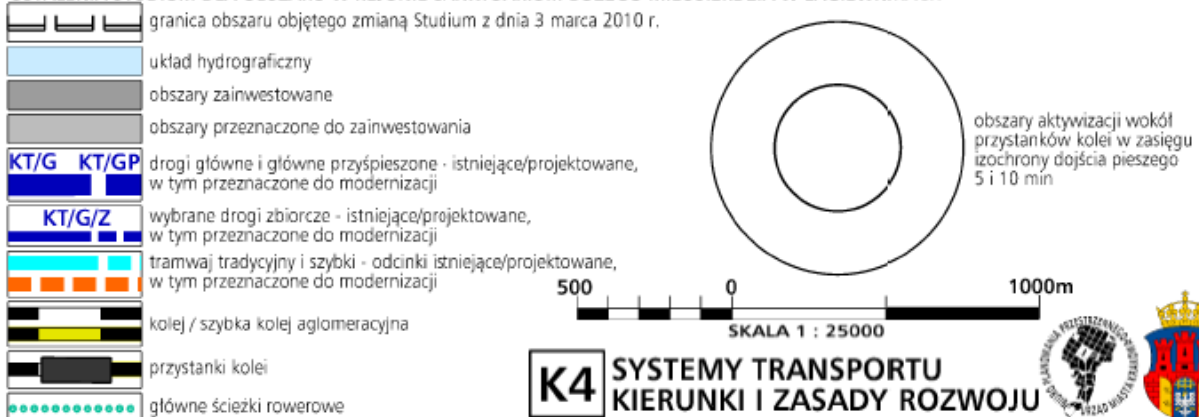 granica obszaru objętego zmianą Studium z dnia 3 marca 2010 r.
układ hydrograficzny
obszary zainwestowane
obszary przeznaczone do zainwestowania
KT/G KT/GP
drogi główne i główne przyśpieszone - istniejące/projektowane,
w tym przeznaczone do modernizacji
KT/G/Z
wybrane drogi zbiorcze - istniejące/projektowane,
w tym przeznaczone do modernizacji
tramwaj tradycyjny i szybki - odcinki istniejące/projektowane,
w tym przeznaczone do modernizacji
kolej / szybka kolej aglomeracyjna
przystanki kolei
główne ścieżki rowerowe
obszary aktywizacji wokół
przystanków kolei w zasięgu
izochrony dojścia pieszego
5 i 10 min
500 0 1000m
SKALA 1 : 25000
K4
SYSTEMY TRANSPORTU
KIERUNKI I ZASADY ROZWOJU